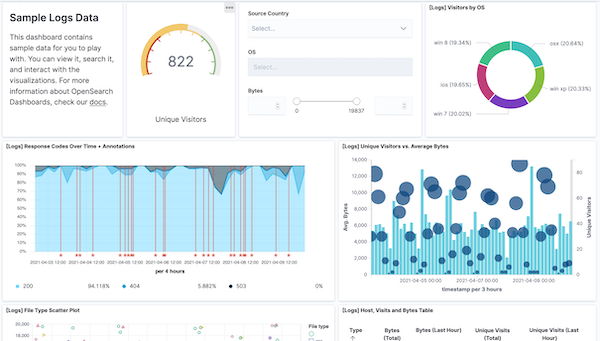 Sample Logs Data
This dashboard contains
sample data for you to play
with. You can view it, search it,
and interact with the
visualizations. For more
information about OpenSearch
Dashboards, check our docs.
822
Unique Visitors
Source Country
Select...
OS
Select...
Bytes
0
19837
[Logs] Visitors by OS
win 8 (19.34%)
osx (20.64%)
ios (19.65%)
win xp (20.33%)
win 7 (20.02%)
[Logs] Response Codes Over Time + Annotations
100%
90%
80%
70%
60%
50%
40%
30%
20%
10%
0%
2021-04-03 12:00
2021-04-04 12:00
2021-04-05 12:00
2021-04-06 12:00
2021-04-07 12:00
2021-04-08 12:00
2021-04-09 12:00
per 4 hours
200
94.118%
404
5.882%
503
0%
[Logs] Unique Visitors vs. Average Bytes
Avg. Bytes
14,000
12,000
10,000
8,000
6,000
4,000
2,000
0
80
60
40
20
0
Unique Visitors
2021-04-05 00:00
2021-04-08 00:00
timestamp per 3 hours
[Logs] File Type Scatter Plot
File type
[Logs] Host, Visits and Bytes Table
Type
Bytes (Total)
Bytes (Last Hour)
Unique Visits (Total)
Unique Visits (Last Hour)